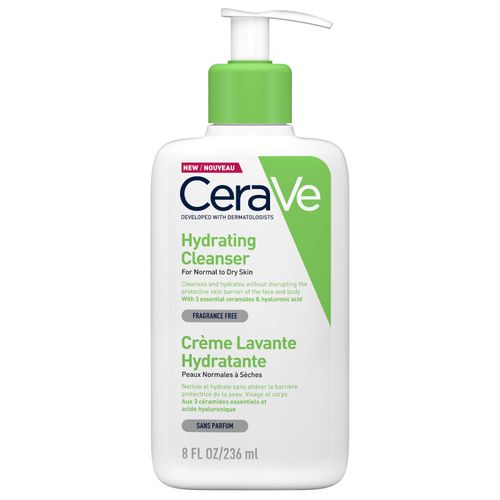 NEW / NOUVEAU
CeraVe
DEVELOPED WITH DERMATOLOGISTS
Hydrating
Cleanser
For Normal to Dry Skin
Cleanses and hydrates without disrupting the
protective skin barrier of the face and body
With 3 essential ceramides & hyaluronic acid
FRAGRANCE FREE
Crème Lavante
Hydratante
Peaux Normales à Sèches
Nettoie et hydrate sans altérer la barrière
protectrice de la peau. Visage et corps
Aux 3 céramides essentiels et
acide hyaluronique
SANS PARFUM
8 FL OZ/236 ml